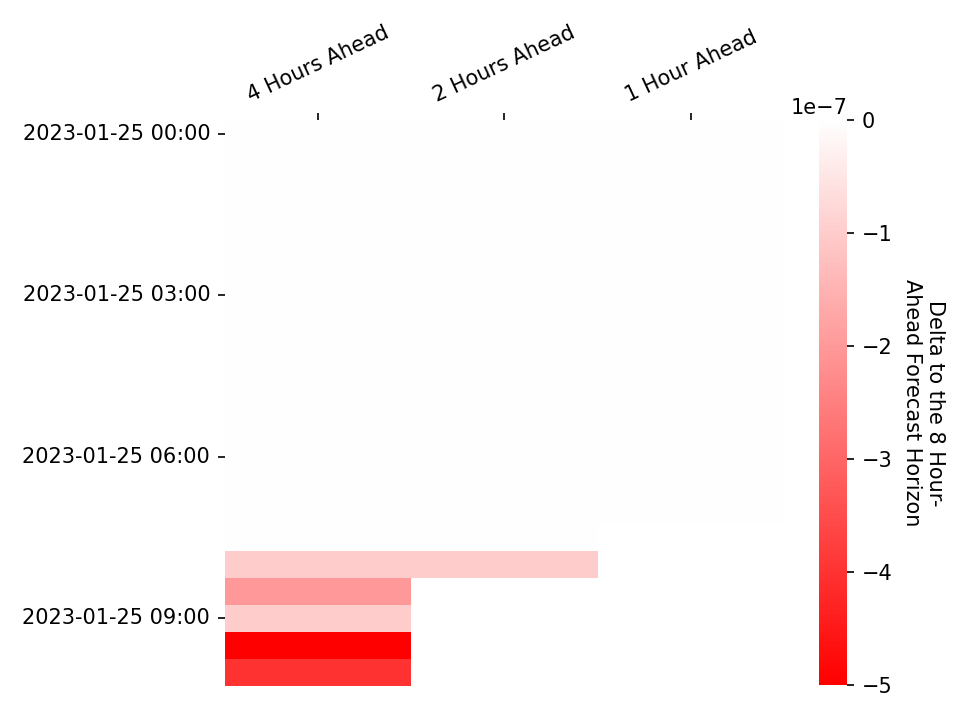 4 Hours Ahead
2 Hours Ahead
1 Hour Ahead
1e−7
2023-01-25 00:00
2023-01-25 03:00
2023-01-25 06:00
2023-01-25 09:00
0
−1
−2
−3
−4
−5
Delta to the 8 Hour-
Ahead Forecast Horizon